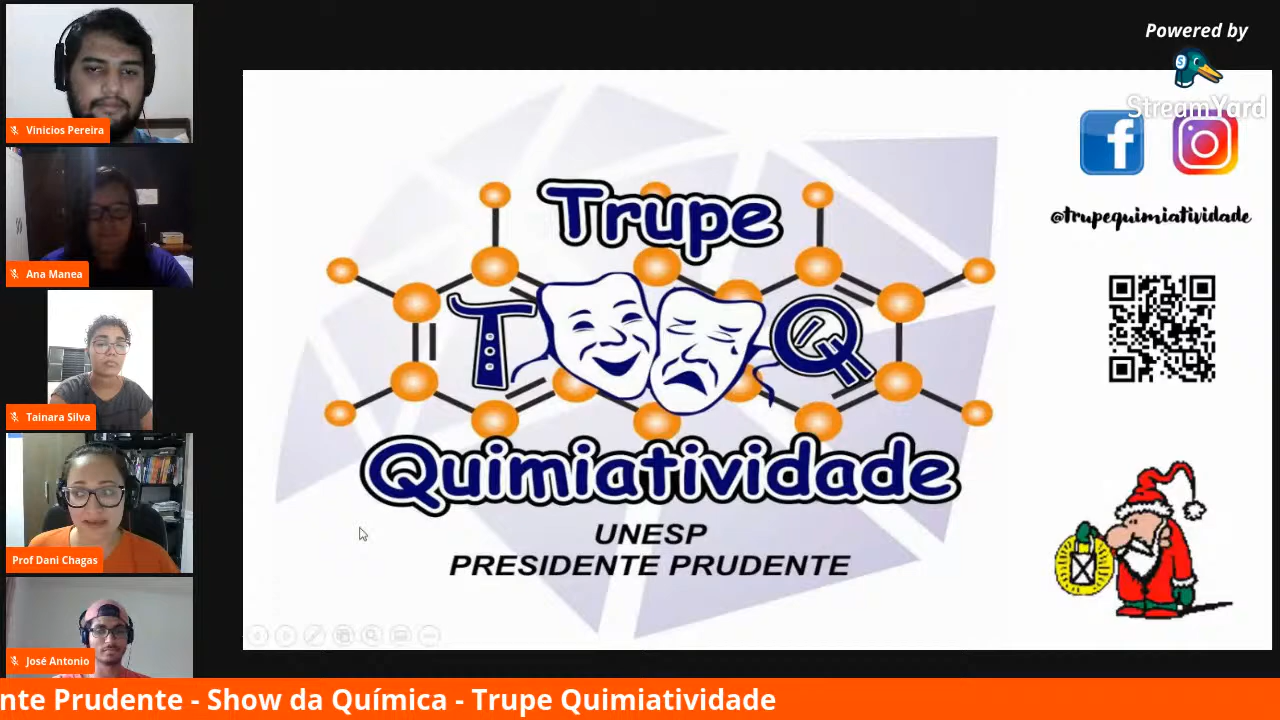 Powered by
StreamYard
Vinicios Pereira
Ana Manea
Tainara Silva
Prof Dani Chagas
José Antonio
Trupe
T Q
Quimiatividade
UNESP
PRESIDENTE PRUDENTE
f
@trupequimiatividade
nte Prudente - Show da Química - Trupe Quimiatividade